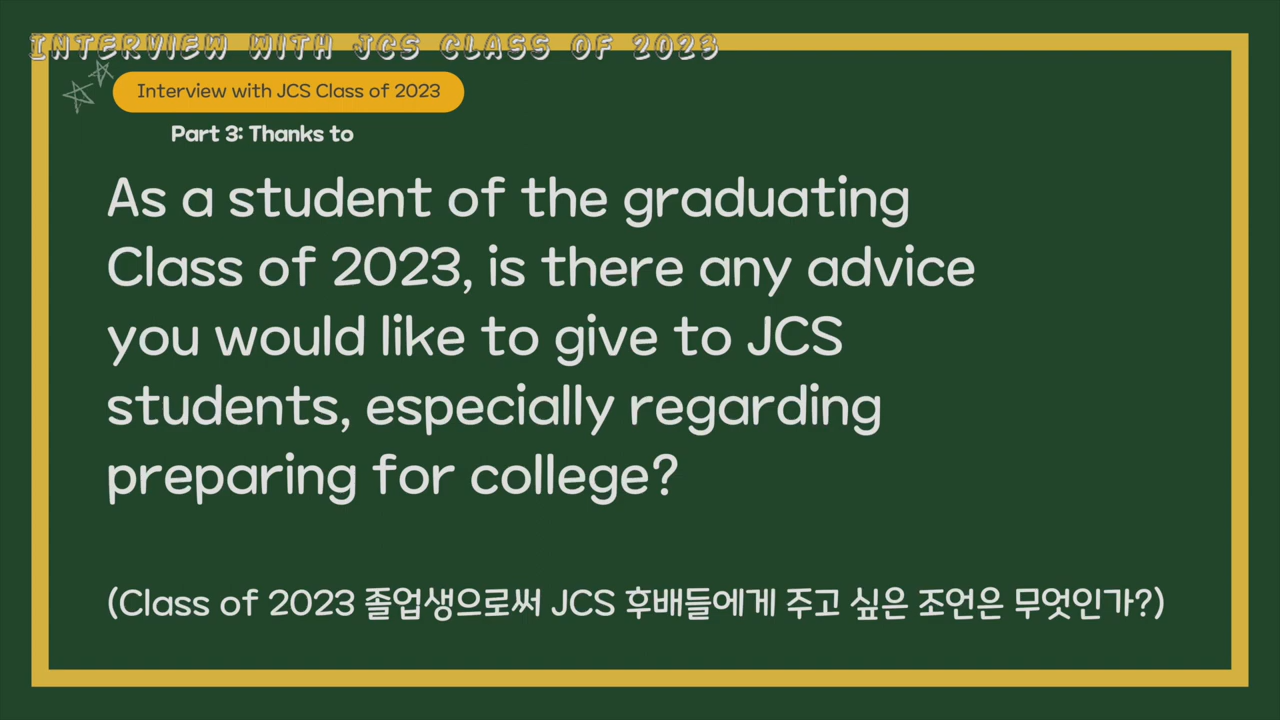 INTERVIEW WITH JCS CLASS OF 2023
Interview with JCS Class of 2023
Part 3: Thanks to
As a student of the graduating
Class of 2023, is there any advice
you would like to give to JCS
students, especially regarding
preparing for college?
(Class of 2023 졸업생으로써 JCS 후배들에게 주고 싶은 조언은 무엇인가?)